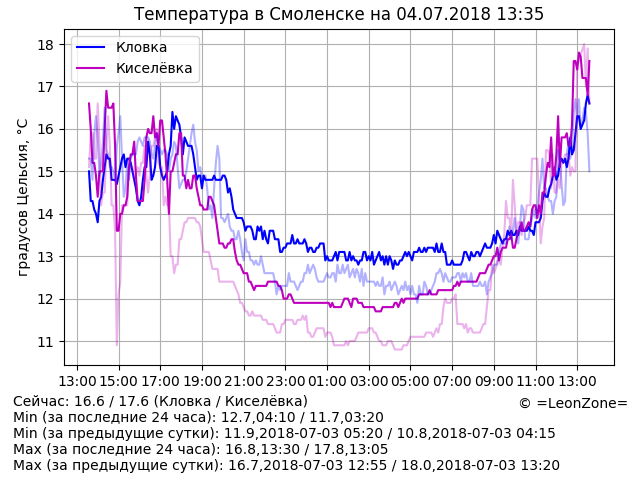 Температура в Смоленске на 04.07.2018 13:35
Кловка
Киселёвка
градусов Цельсия, °C
18
17
16
15
14
13
12
11
13:00 15:00 17:00 19:00 21:00 23:00 01:00 03:00 05:00 07:00 09:00 11:00 13:00
Сейчас: 16.6 / 17.6 (Кловка / Киселёвка)
© =LeonZone=
Min (за последние 24 часа): 12.7,04:10 / 11.7,03:20
Min (за предыдущие сутки): 11.9,2018-07-03 05:20 / 10.8,2018-07-03 04:15
Max (за последние 24 часа): 16.8,13:30 / 17.8,13:05
Max (за предыдущие сутки): 16.7,2018-07-03 12:55 / 18.0,2018-07-03 13:20